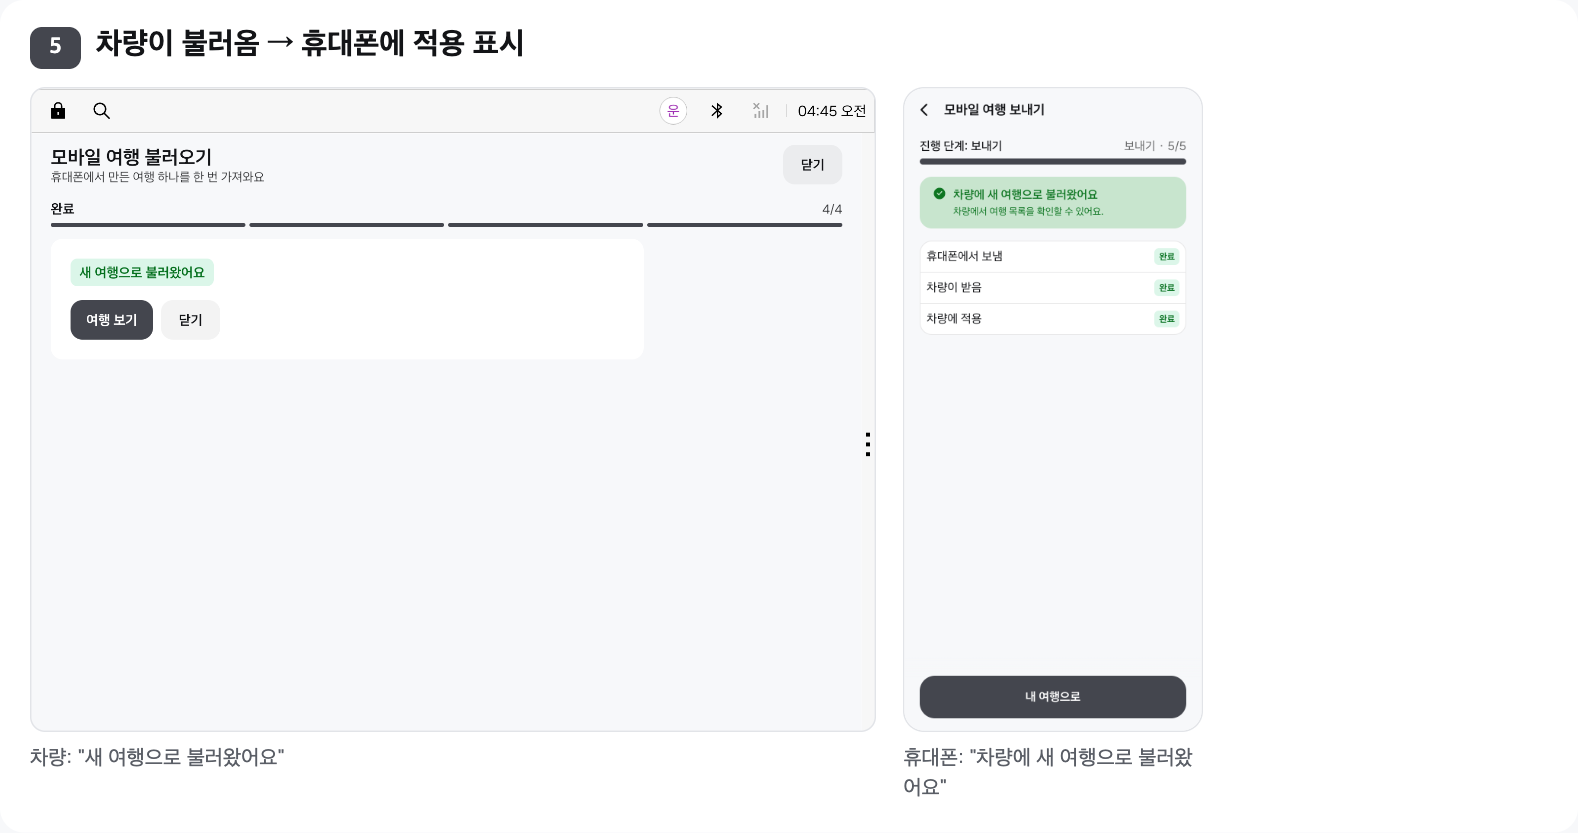 5 차량이 불러옴 → 휴대폰에 적용 표시
운 04:45 오전
모바일 여행 불러오기
휴대폰에서 만든 여행 하나를 한 번 가져와요
닫기
완료 4/4
새 여행으로 불러왔어요
여행 보기 닫기
차량: "새 여행으로 불러왔어요"
모바일 여행 보내기
진행 단계: 보내기 보내기 · 5/5
차량에 새 여행으로 불러왔어요
차량에서 여행 목록을 확인할 수 있어요.
휴대폰에서 보냄 완료
차량이 받음 완료
차량에 적용 완료
내 여행으로
휴대폰: "차량에 새 여행으로 불러왔
어요"